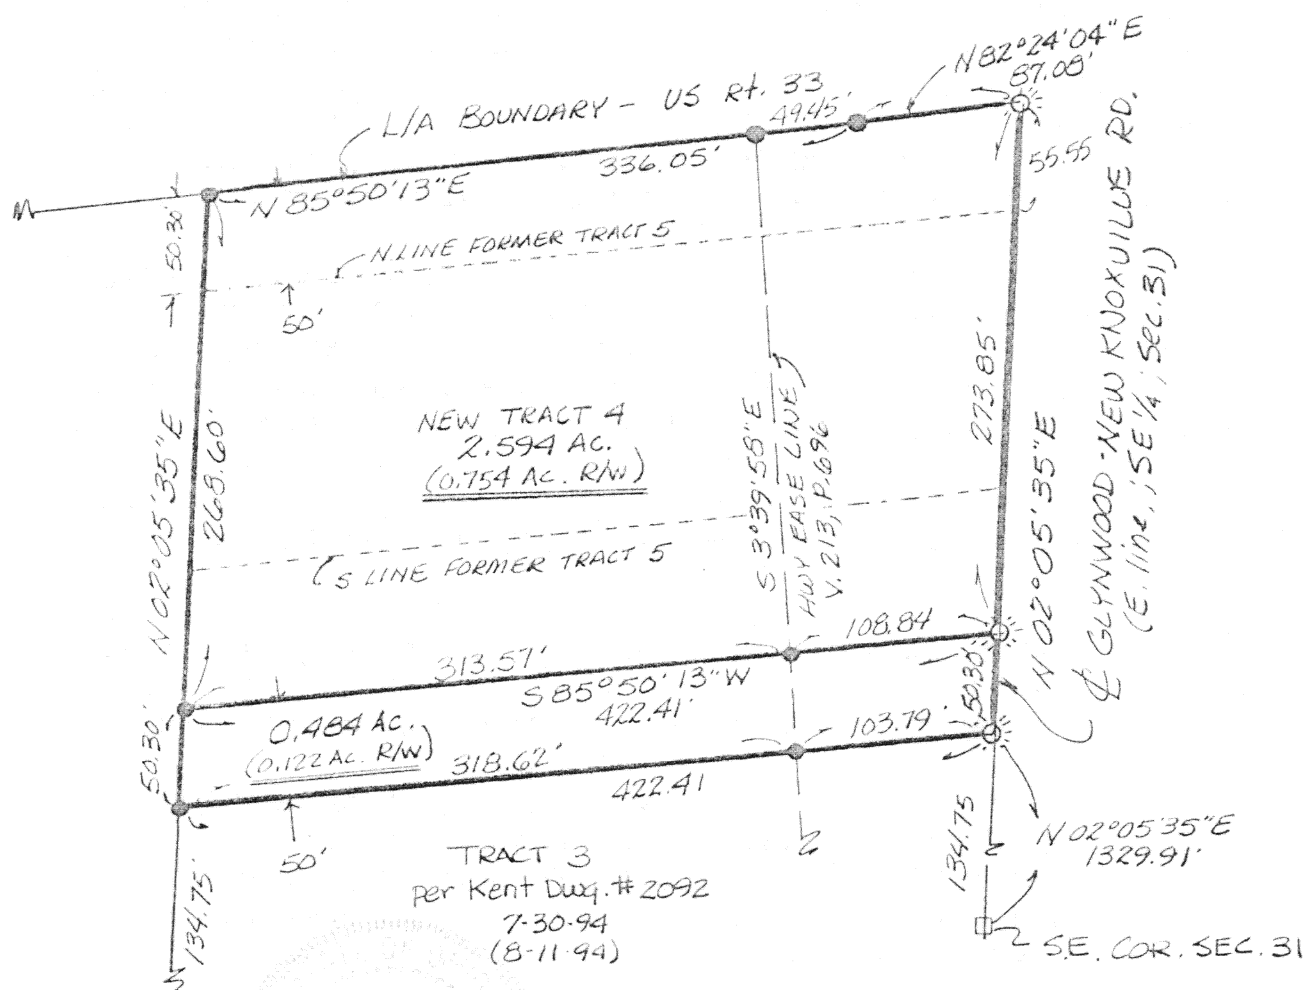 N 82°24'04" E
87.08'
L/A BOUNDARY - US Rt. 33
49.45'
336.05'
N 85°50'13" E
55.55
50.30'
N LINE FORMER TRACT 5
50'
GLYNWOOD-NEW KNOXVILLE RD.
(E. line, SE 1/4, Sec. 31)
273.85'
N 02°05'35" E
NEW TRACT 4
2.594 AC.
(0.754 AC. R/W)
N 02°05'35" E
268.60'
S 3°39'58" E
HWY EASE LINE
V. 213, P. 696
S LINE FORMER TRACT 5
108.84
313.57'
S 85°50'13" W
422.41'
50.30'
50.30'
0.484 AC.
(0.122 AC. R/W)
103.79'
318.62'
422.41
50'
TRACT 3
per Kent Dwg. # 2092
7-30-94
(8-11-94)
134.75'
134.75
N 02°05'35" E
1329.91'
S.E. COR. SEC. 31